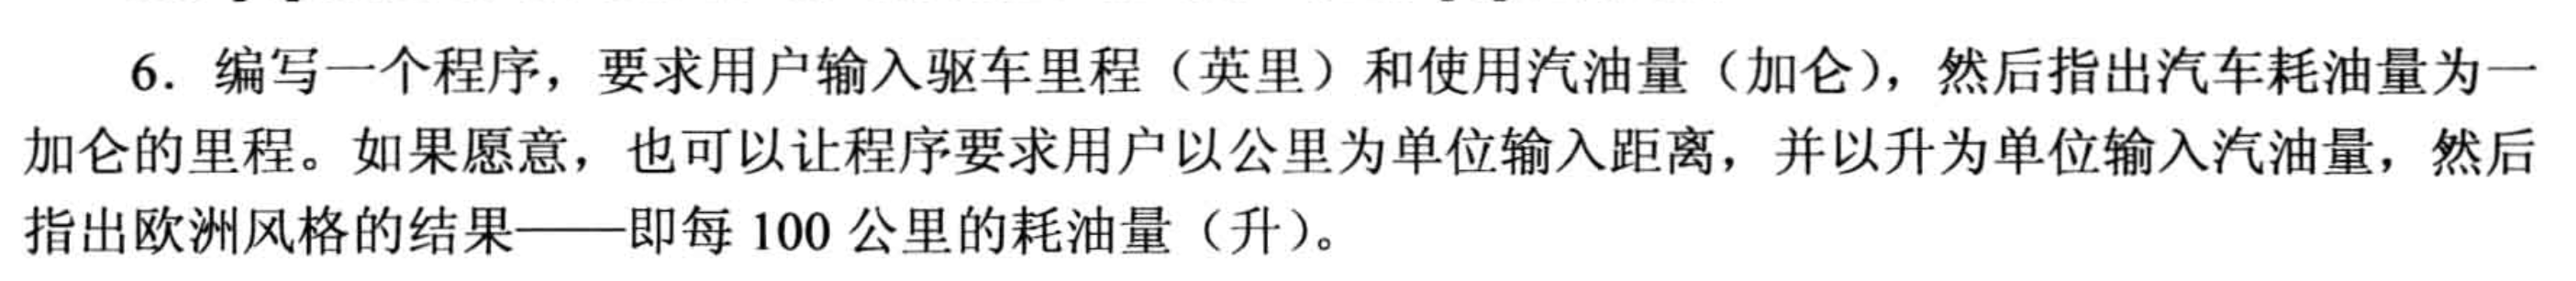 6. 编写一个程序，要求用户输入驱车里程（英里）和使用汽油量（加仑），然后指出汽车耗油量为一
加仑的里程。如果愿意，也可以让程序要求用户以公里为单位输入距离，并以升为单位输入汽油量，然后
指出欧洲风格的结果——即每 100 公里的耗油量（升）。